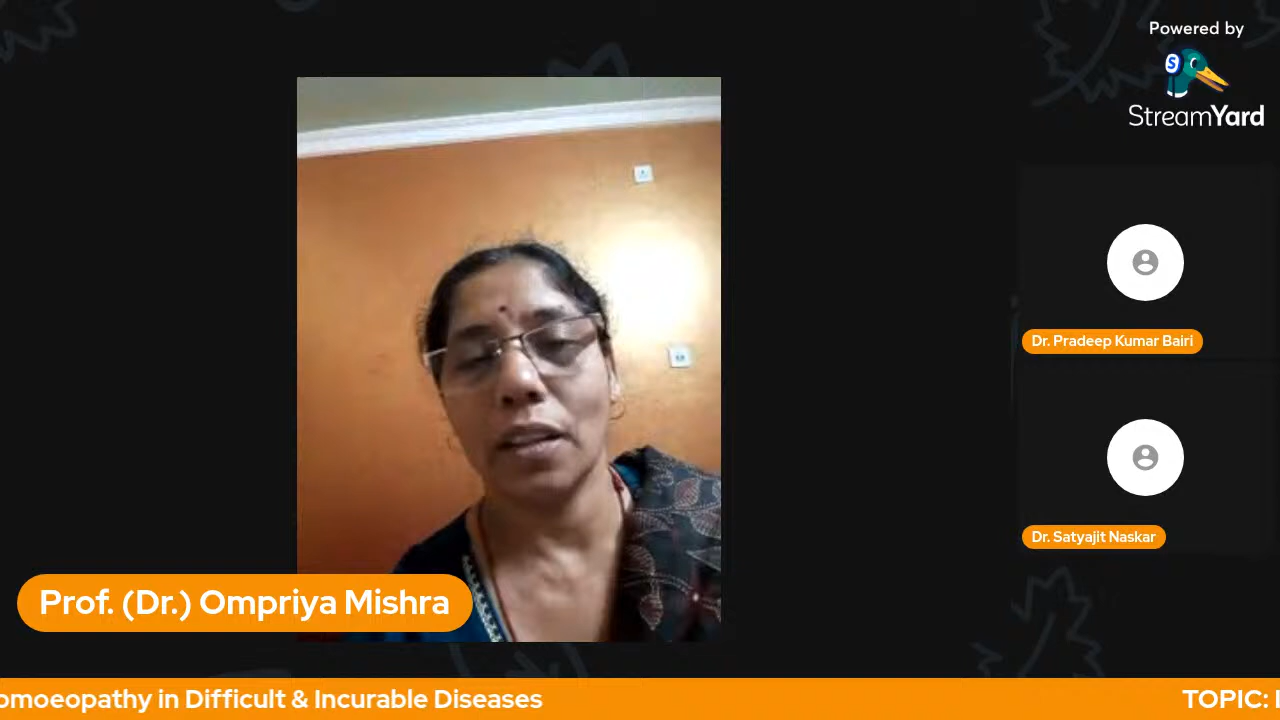 Powered by
S
StreamYard
Dr. Pradeep Kumar Bairi
Dr. Satyajit Naskar
Prof. (Dr.) Ompriya Mishra
in Difficult & Incurable Diseases
TOPIC: